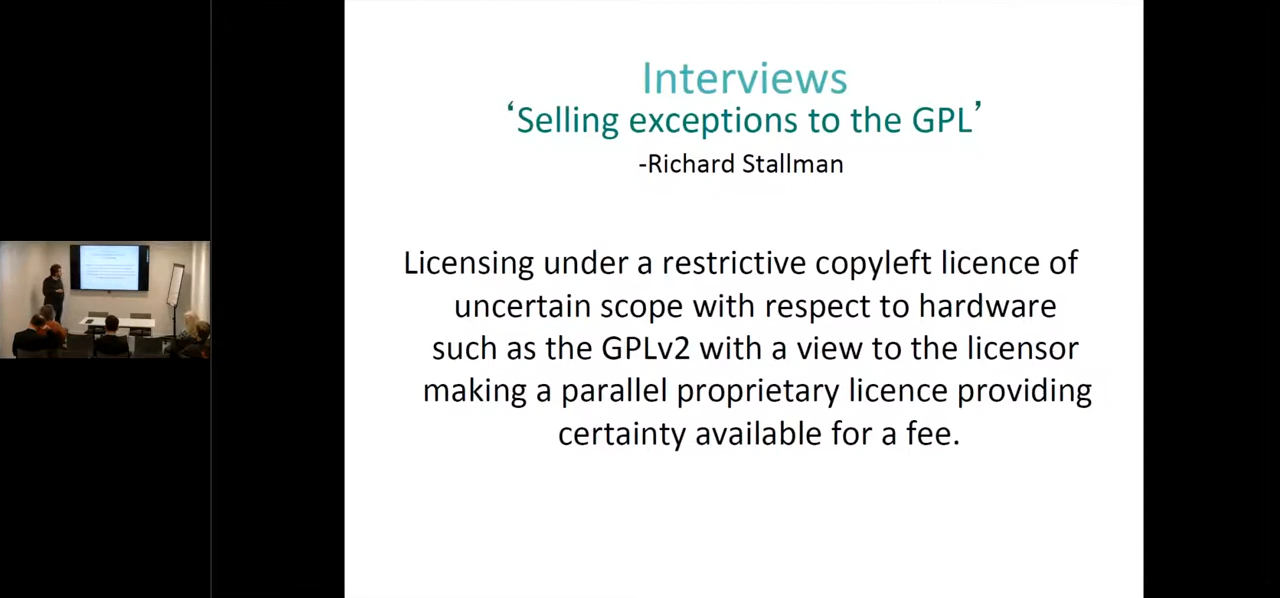 Interviews
‘Selling exceptions to the GPL’
-Richard Stallman
Licensing under a restrictive copyleft licence of
uncertain scope with respect to hardware
such as the GPLv2 with a view to the licensor
making a parallel proprietary licence providing
certainty available for a fee.